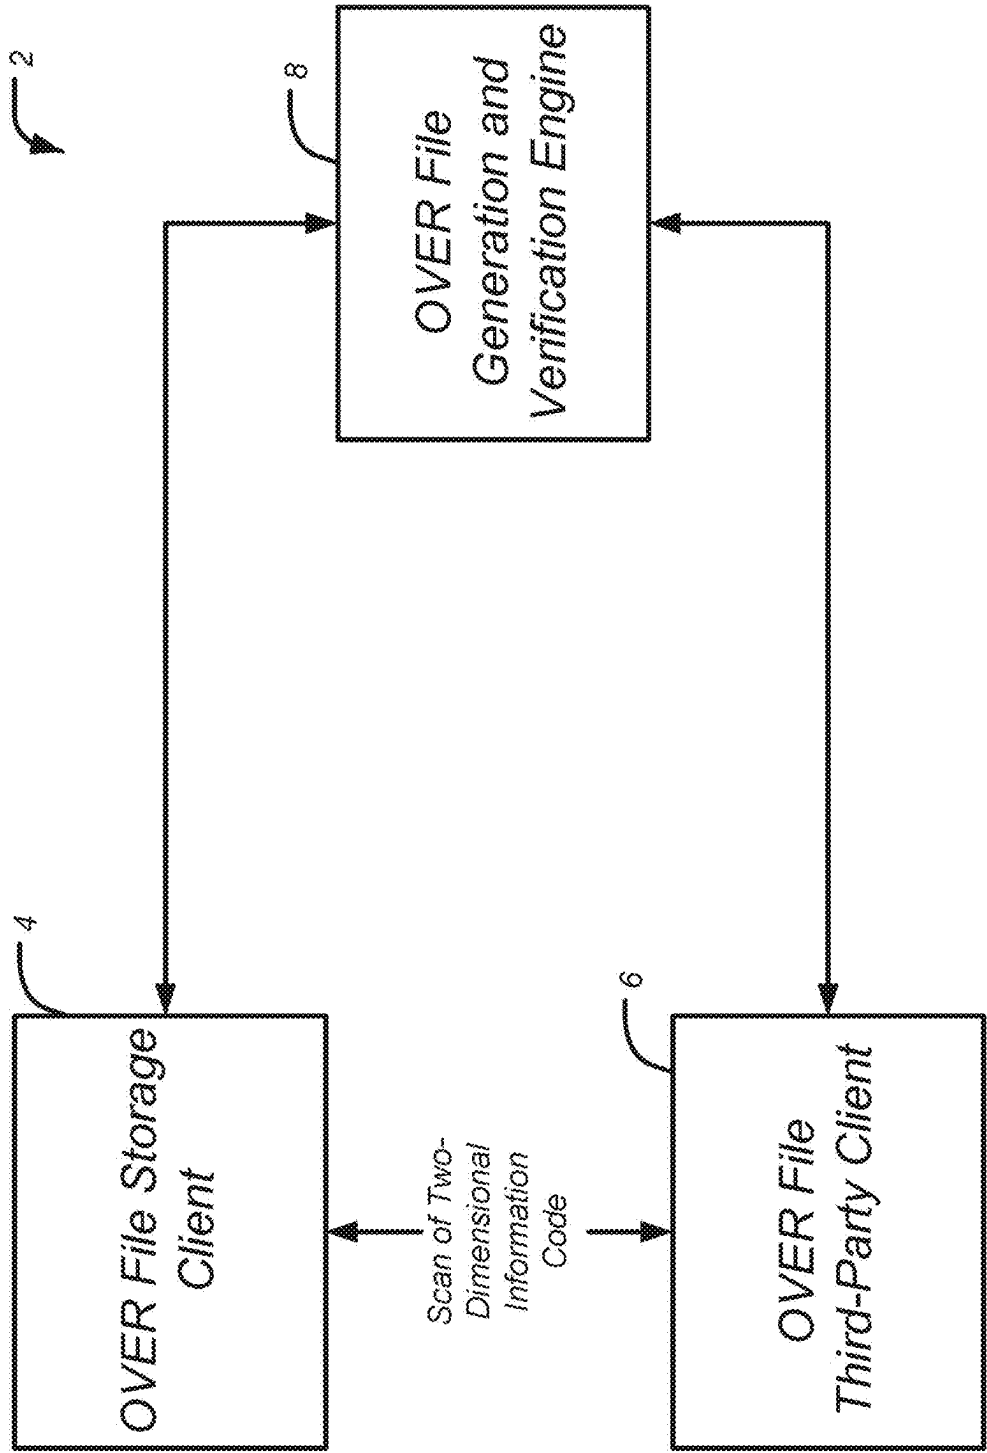 2
4
OVER File Storage
Client
8
OVER File
Generation and
Verification Engine
Scan of Two-
Dimensional
Information
Code
6
OVER File
Third-Party Client